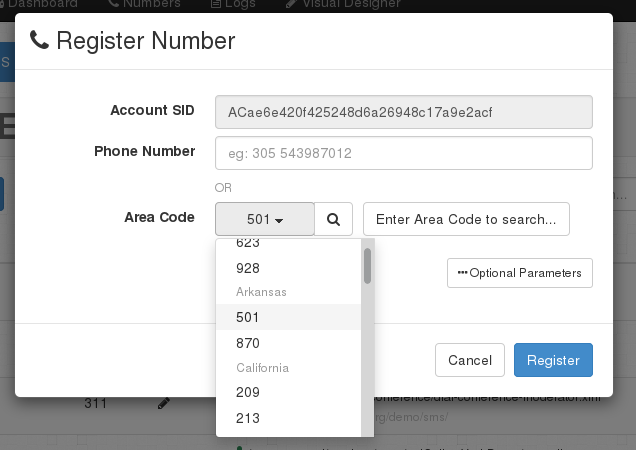 Dashboard Numbers Logs Visual Designer
Register Number
Account SID ACae6e420f425248d6a26948c17a9e2acf
Phone Number eg: 305 543987012
OR
Area Code 501 Enter Area Code to search...
623
928
Optional Parameters
Arkansas
501
870
California
209
213
Cancel Register
311